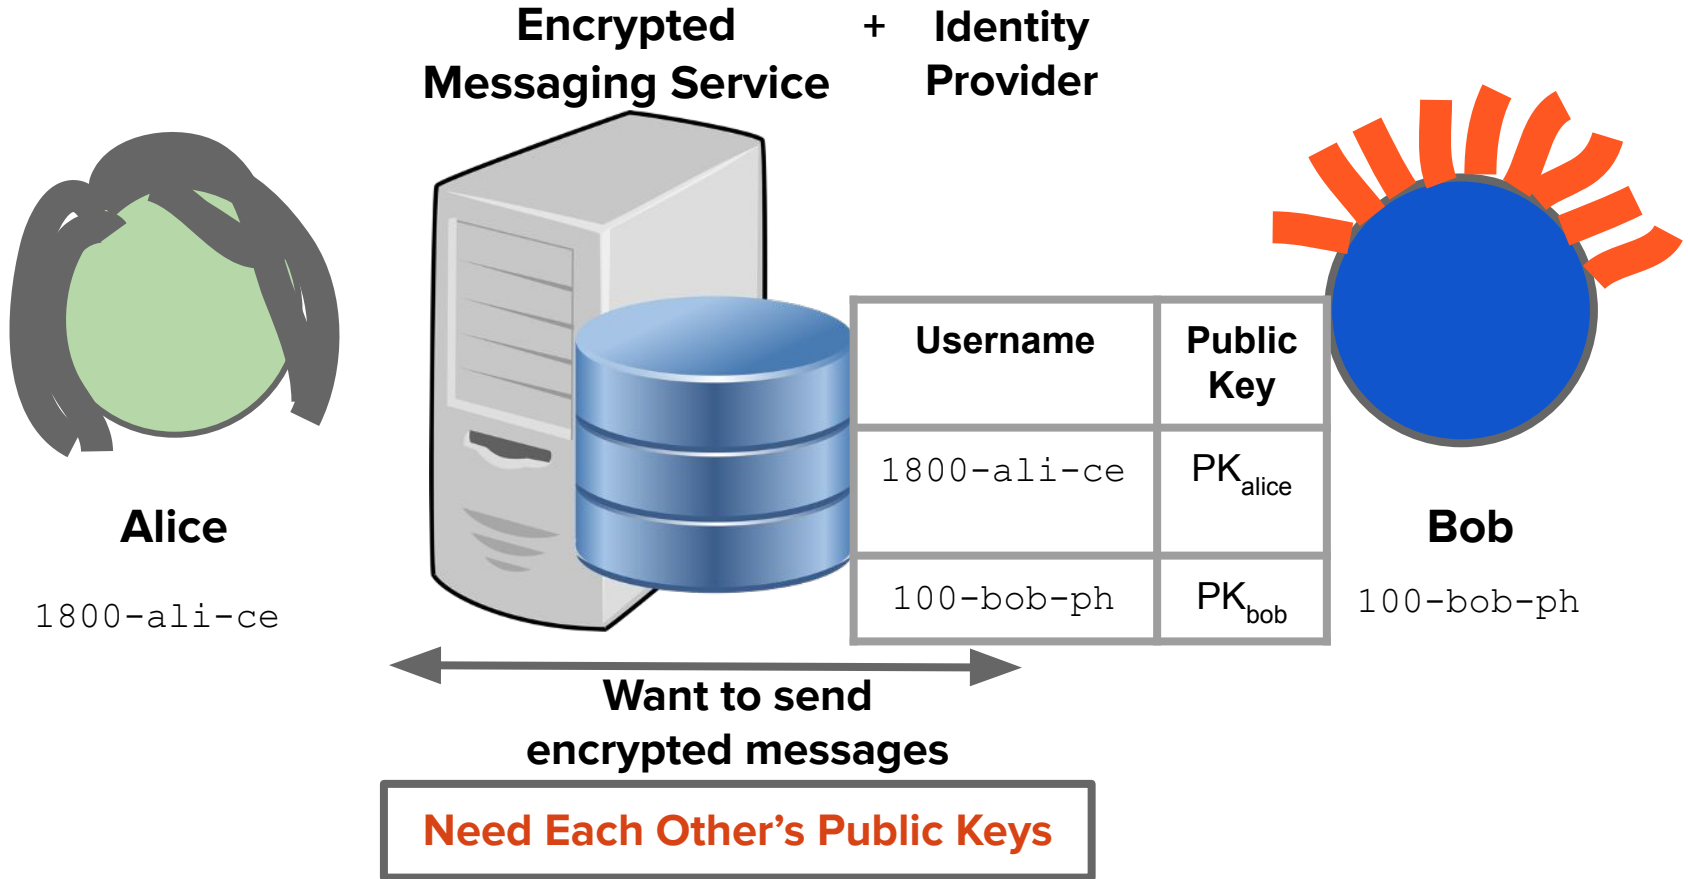 Encrypted + Identity
Messaging Service Provider
Username Public Key
1800-ali-ce PKalice
100-bob-ph PKbob
Alice
1800-ali-ce
Bob
100-bob-ph
Want to send
encrypted messages
Need Each Other's Public Keys